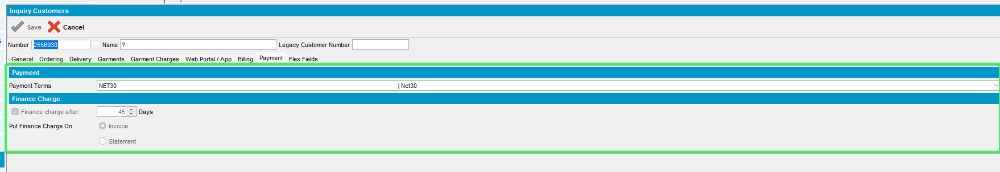 Inquiry Customers
Save Cancel
Number 2556930 ... Name ? Legacy Customer Number
General Ordering Delivery Garments Garment Charges Web Portal / App Billing Payment Flex Fields
Payment
Payment Terms NET30 | Net30
Finance Charge
Finance charge after 45 Days
Put Finance Charge On Invoice
Statement